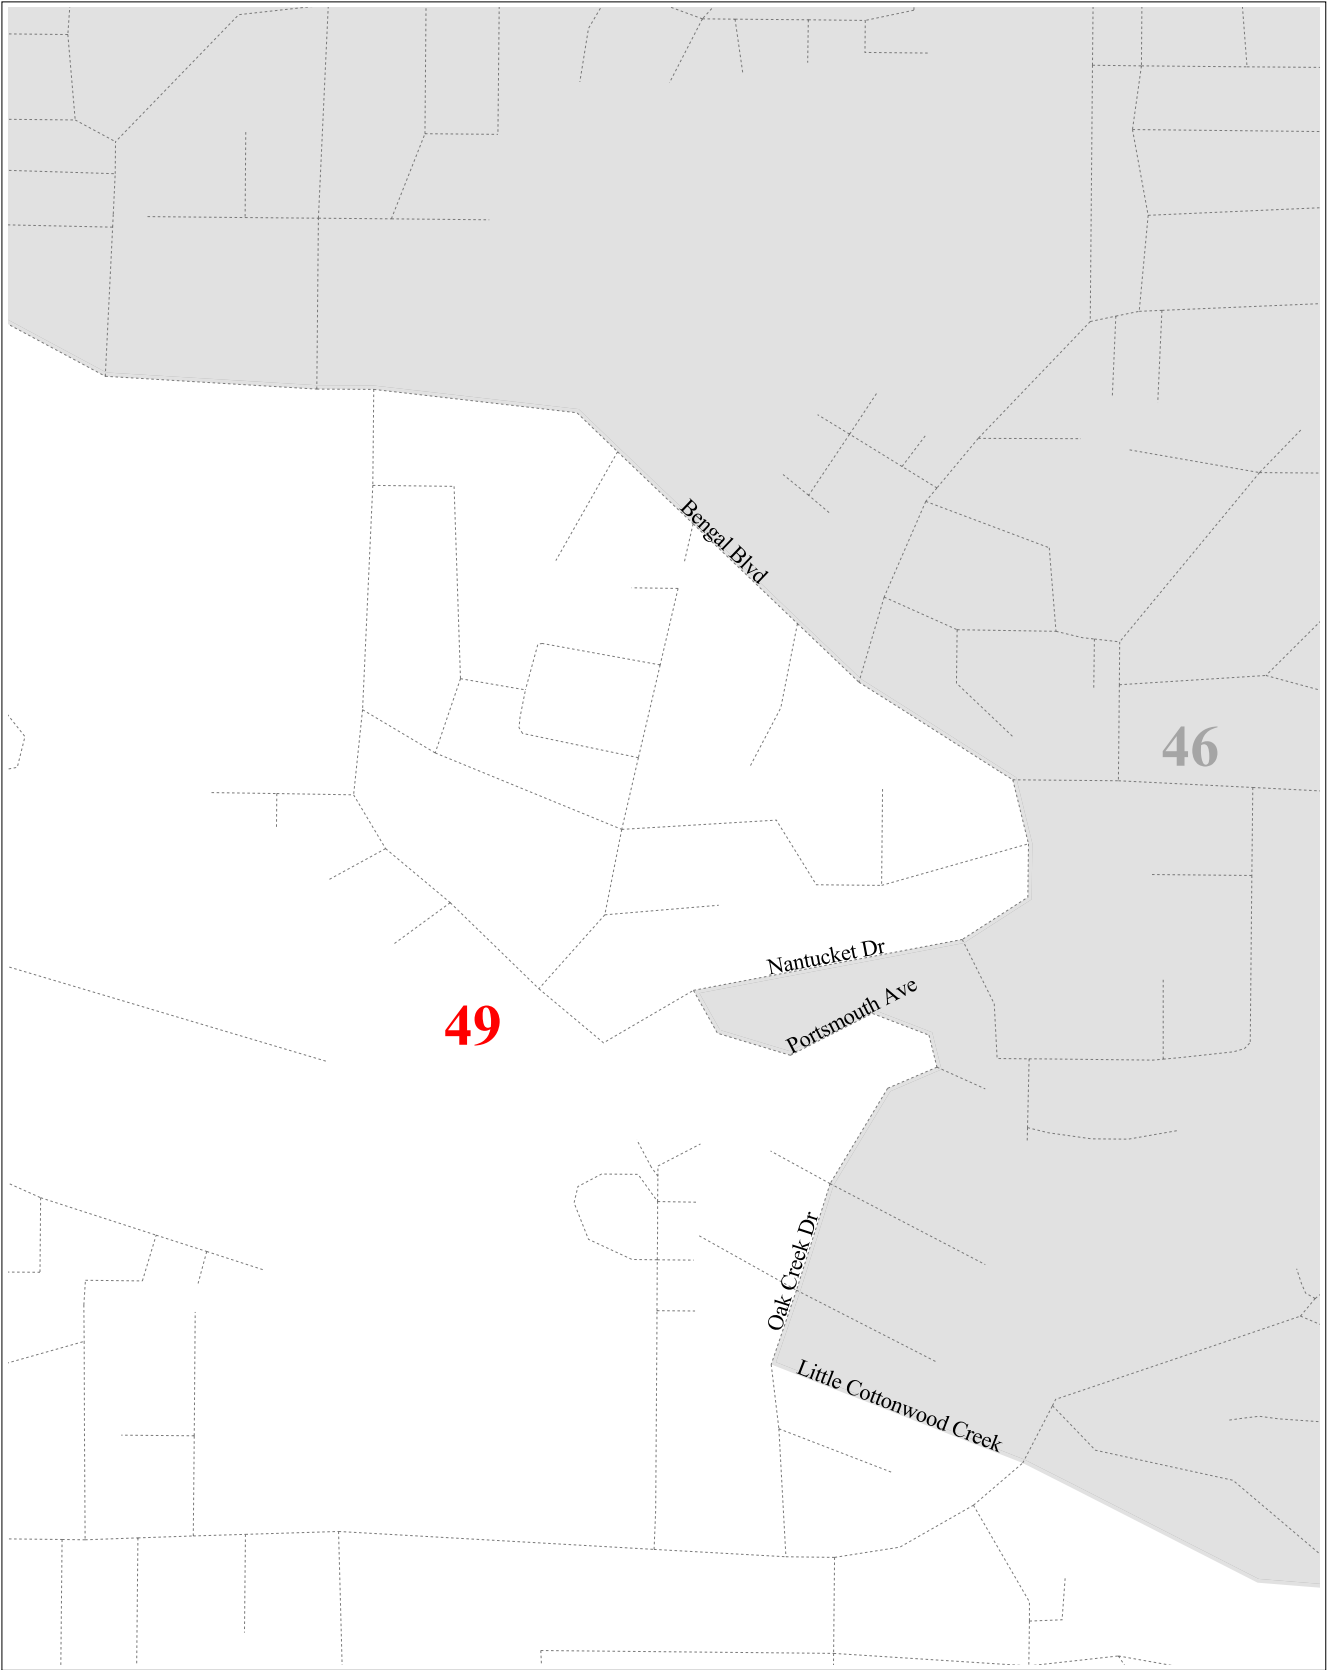 Bengal Blvd
46
Nantucket Dr
Portsmouth Ave
49
Oak Creek Dr
Little Cottonwood Creek